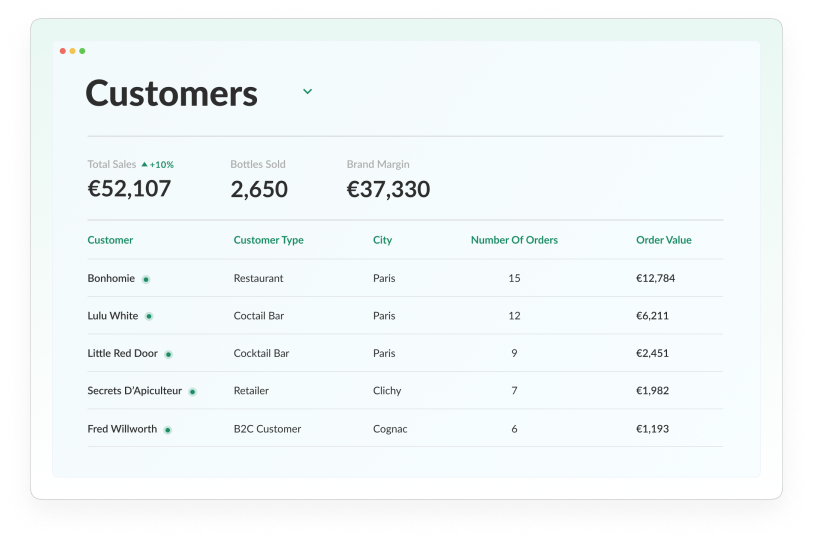 Customers
Total Sales +10% Bottles Sold Brand Margin
€52,107 2,650 €37,330
Customer Customer Type City Number Of Orders Order Value
Bonhomie Restaurant Paris 15 €12,784
Lulu White Coctail Bar Paris 12 €6,211
Little Red Door Cocktail Bar Paris 9 €2,451
Secrets D'Apiculteur Retailer Clichy 7 €1,982
Fred Willworth B2C Customer Cognac 6 €1,193